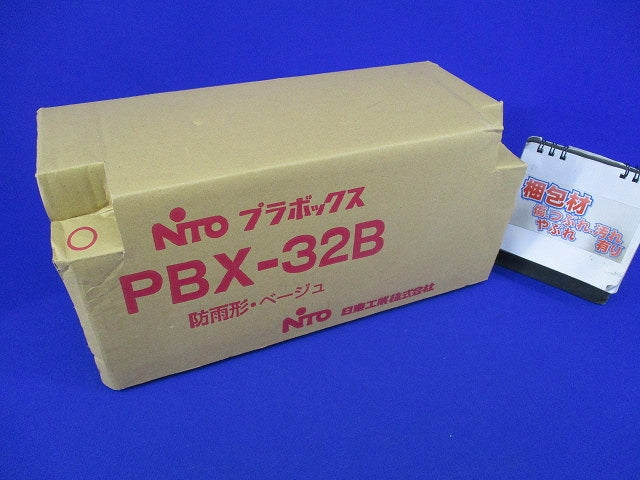 NITO プラボックス
PBX-32B
防雨形・ベージュ
NITO 日東工業株式会社
梱包材
傷つぶれ、汚れ
やぶれ 有り